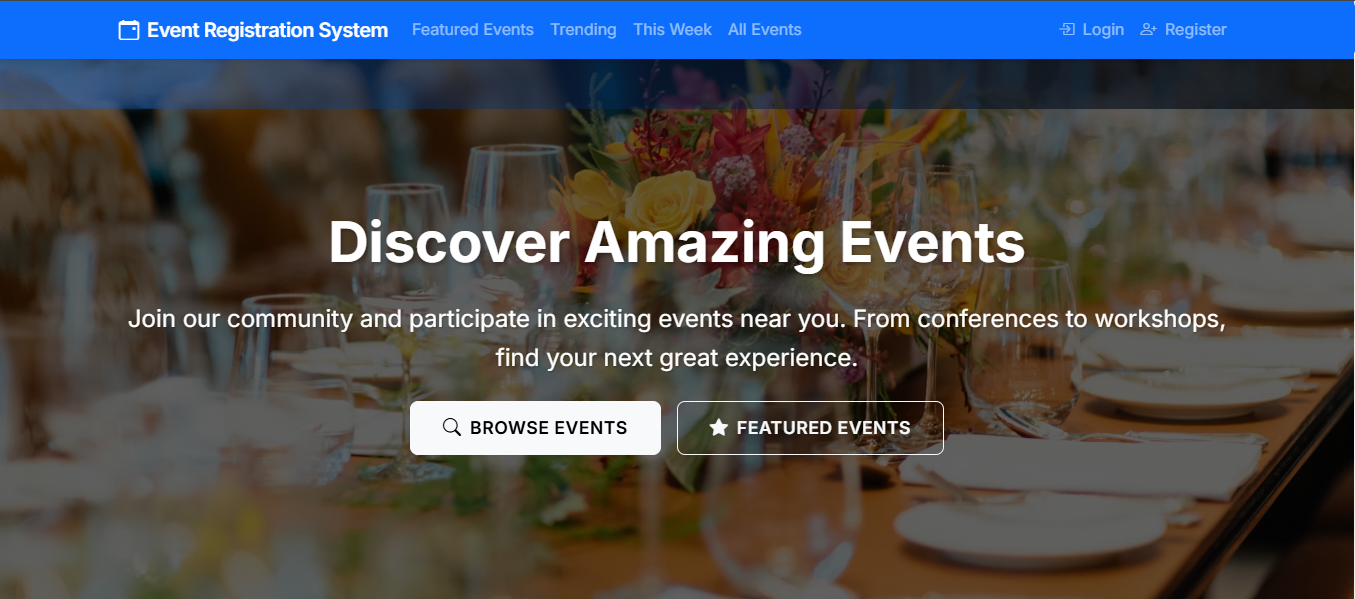 Event Registration System Featured Events Trending This Week All Events Login Register
Discover Amazing Events
Join our community and participate in exciting events near you. From conferences to workshops,
find your next great experience.
BROWSE EVENTS FEATURED EVENTS